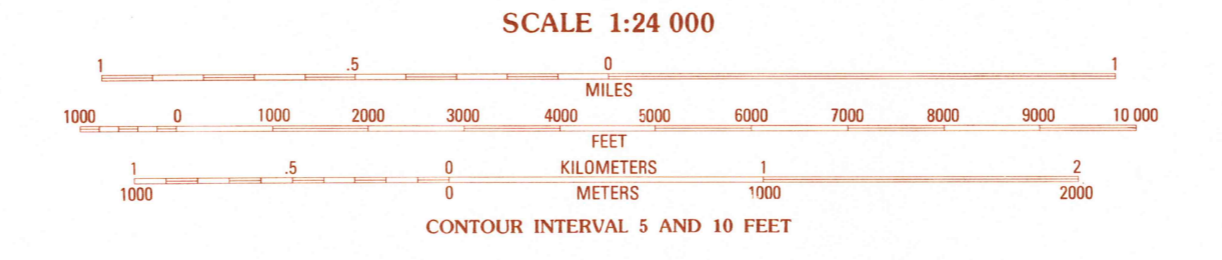 SCALE 1:24 000
1 .5 0 1
MILES
1000 0 1000 2000 3000 4000 5000 6000 7000 8000 9000 10 000
FEET
1 .5 0 KILOMETERS 1 2
1000 0 METERS 1000 2000
CONTOUR INTERVAL 5 AND 10 FEET